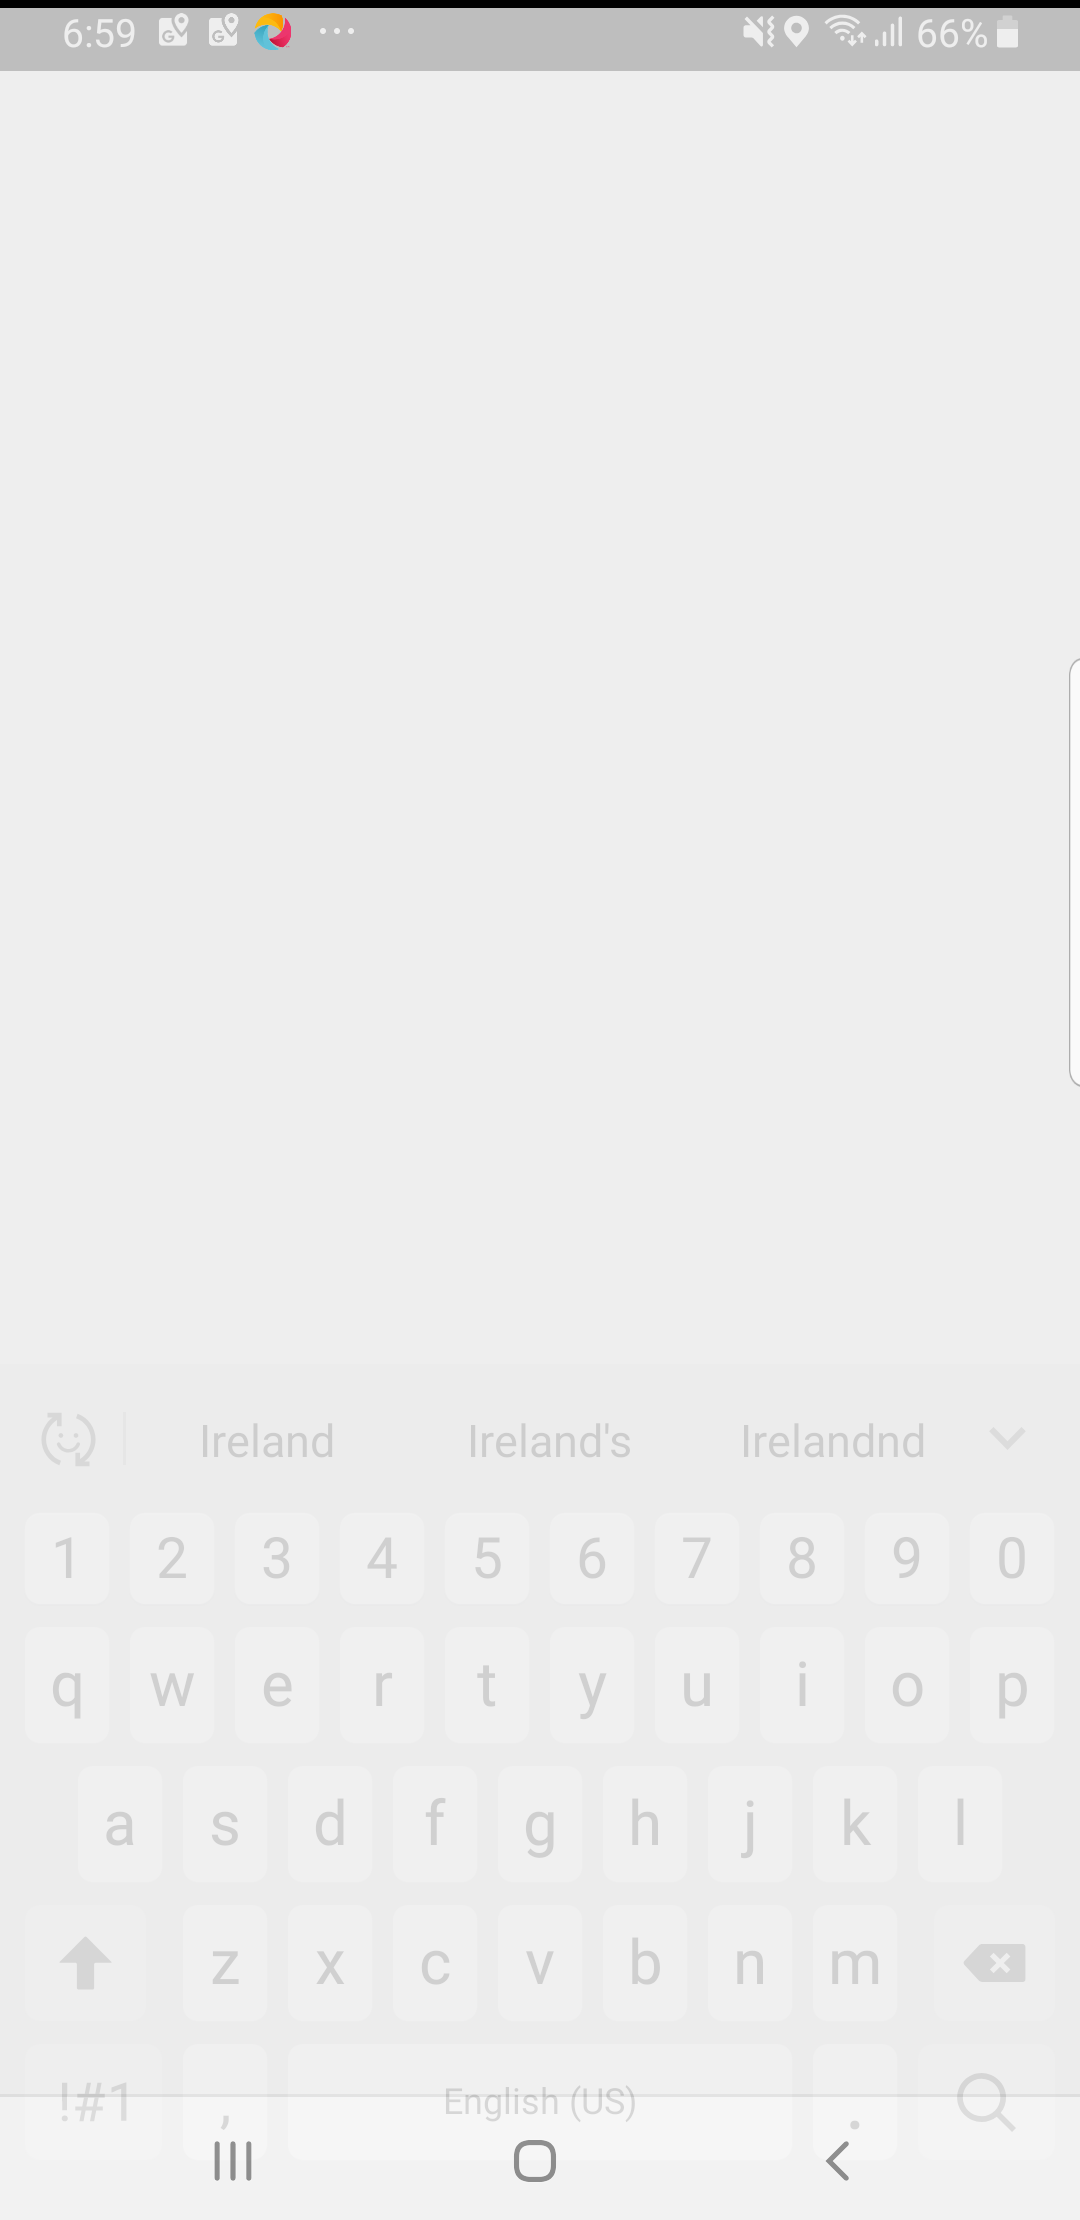 6:59 66%
Ireland Ireland's Irelandnd
1 2 3 4 5 6 7 8 9 0
q w e r t y u i o p
a s d f g h j k l
z x c v b n m
!#1 , English (US) .